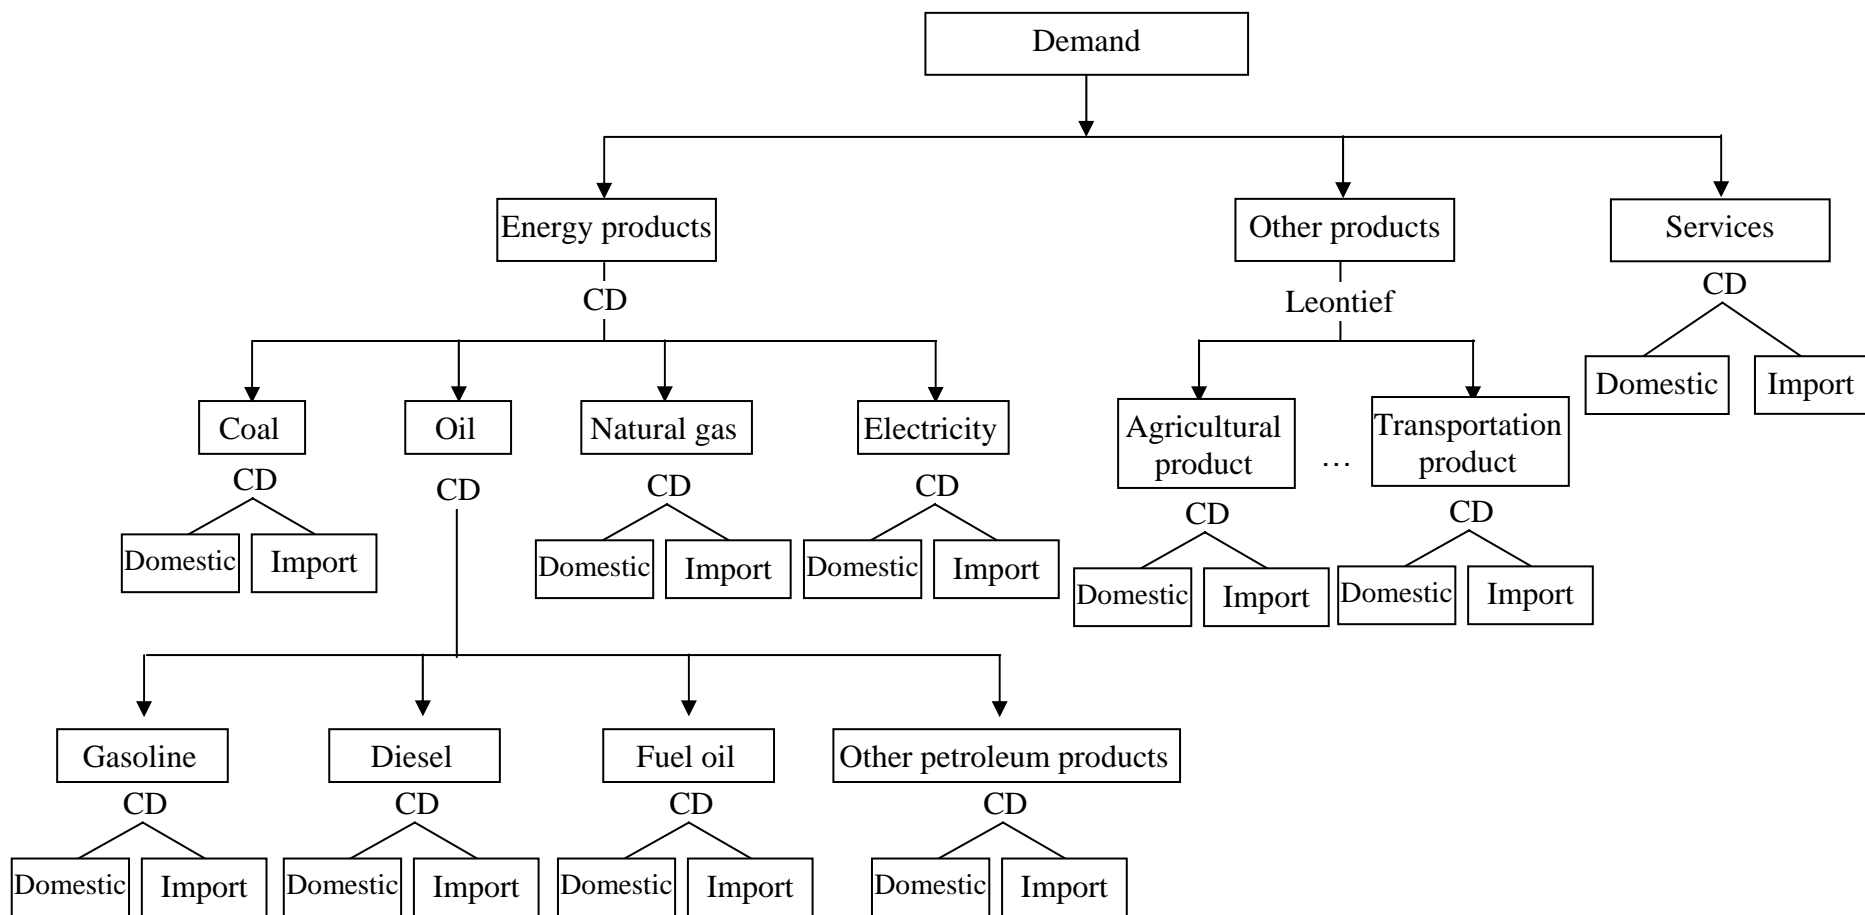 Demand
Energy products
Other products
Services
CD
Leontief
CD
Domestic
Import
Coal
Oil
Natural gas
Electricity
Agricultural
product
…
Transportation
product
CD
CD
CD
CD
CD
CD
Domestic
Import
Domestic
Import
Domestic
Import
Domestic
Import
Domestic
Import
Gasoline
Diesel
Fuel oil
Other petroleum products
CD
CD
CD
CD
Domestic
Import
Domestic
Import
Domestic
Import
Domestic
Import